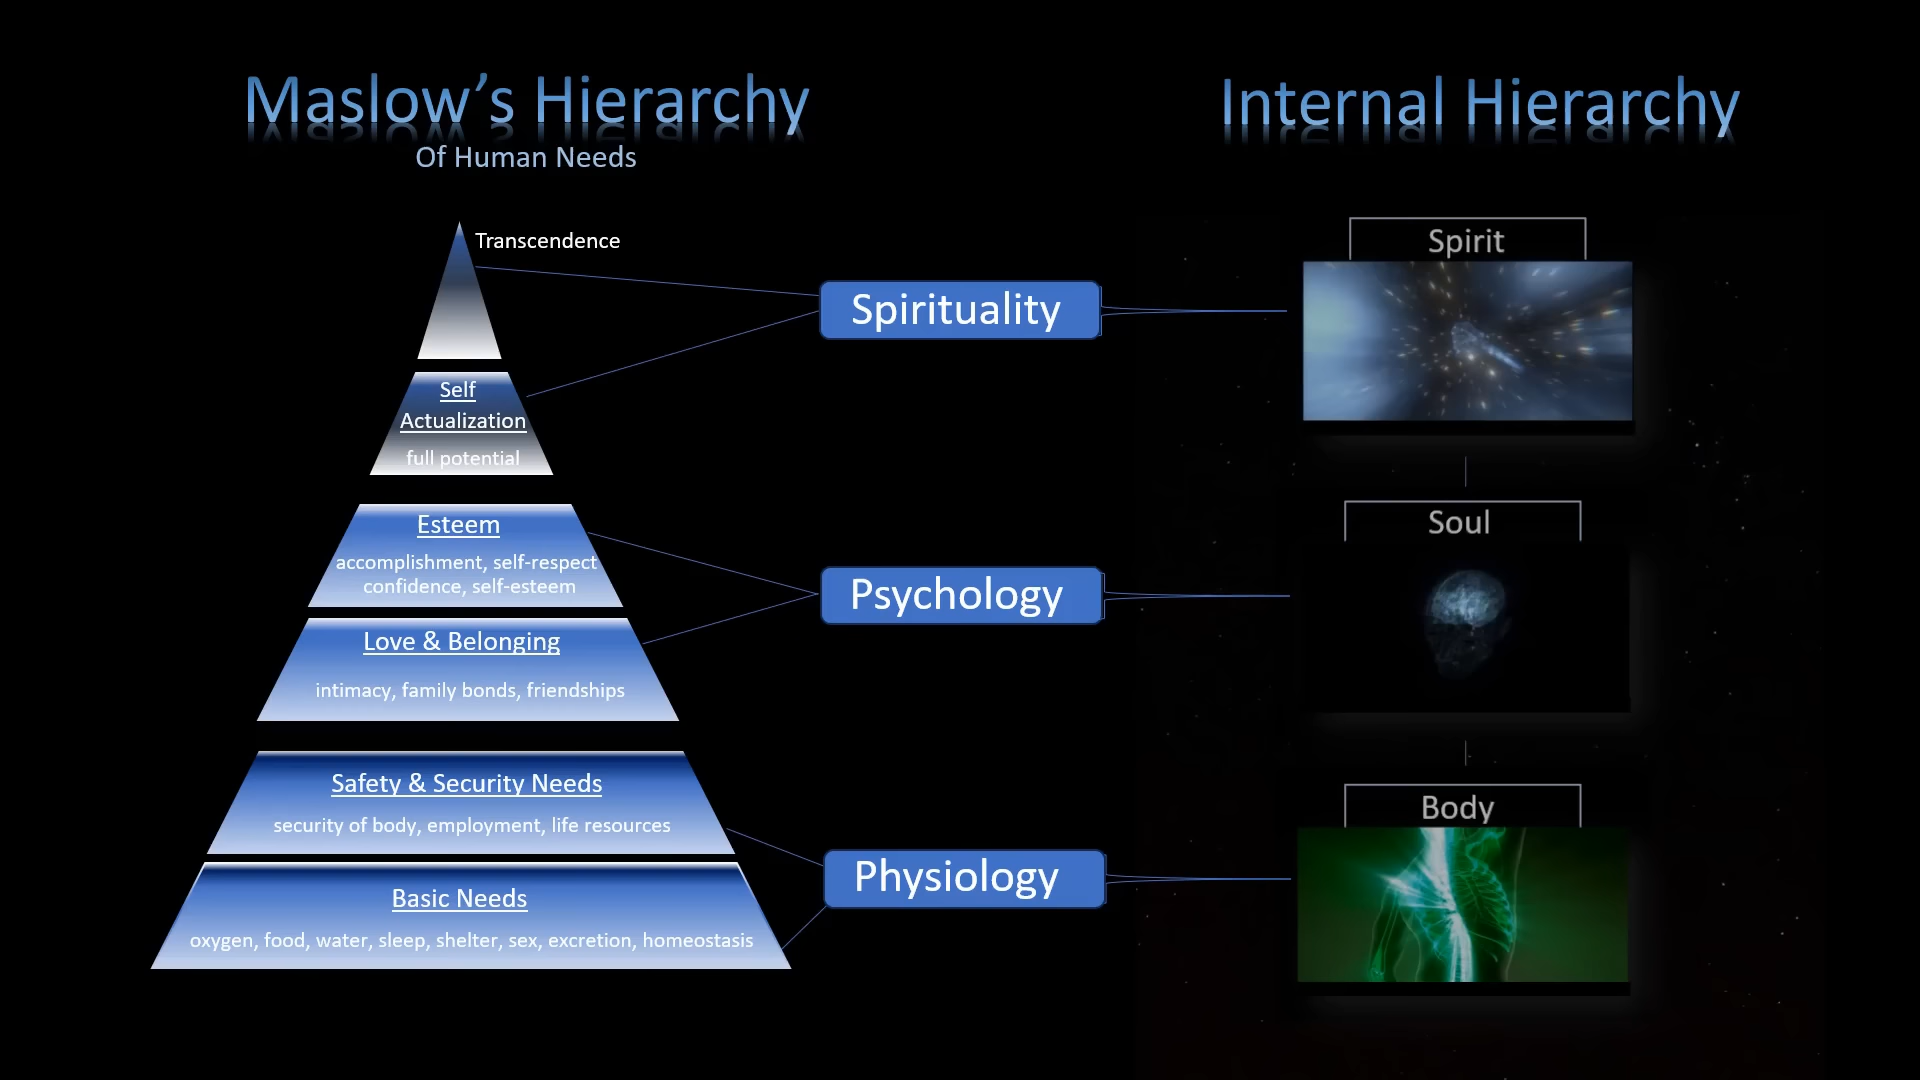 Maslow's Hierarchy
Of Human Needs
Transcendence
Self
Actualization
full potential
Esteem
accomplishment, self-respect
confidence, self-esteem
Love & Belonging
intimacy, family bonds, friendships
Safety & Security Needs
security of body, employment, life resources
Basic Needs
oxygen, food, water, sleep, shelter, sex, excretion, homeostasis
Spirituality
Psychology
Physiology
Internal Hierarchy
Spirit
Soul
Body